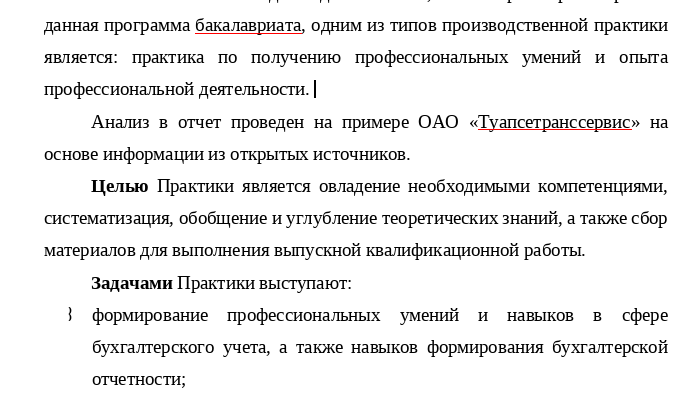 данная программа бакалавриата, одним из типов производственной практики
является: практика по получению профессиональных умений и опыта
профессиональной деятельности.
Анализ в отчет проведен на примере ОАО «Туапсетранссервис» на
основе информации из открытых источников.
Целью Практики является овладение необходимыми компетенциями,
систематизация, обобщение и углубление теоретических знаний, а также сбор
материалов для выполнения выпускной квалификационной работы.
Задачами Практики выступают:
} формирование профессиональных умений и навыков в сфере
бухгалтерского учета, а также навыков формирования бухгалтерской
отчетности;